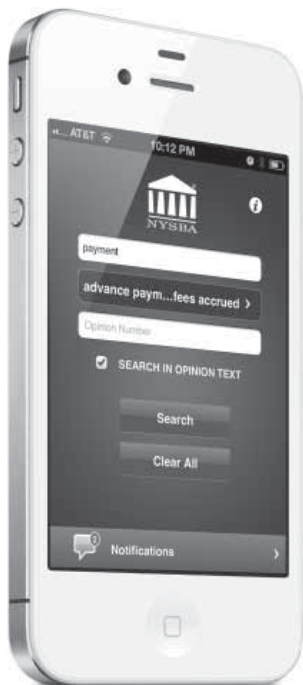 AT&T 10:12 PM
NYSBA
payment
advance paym...fees accrued >
Opinion Number
SEARCH IN OPINION TEXT
Search
Clear All
Notifications